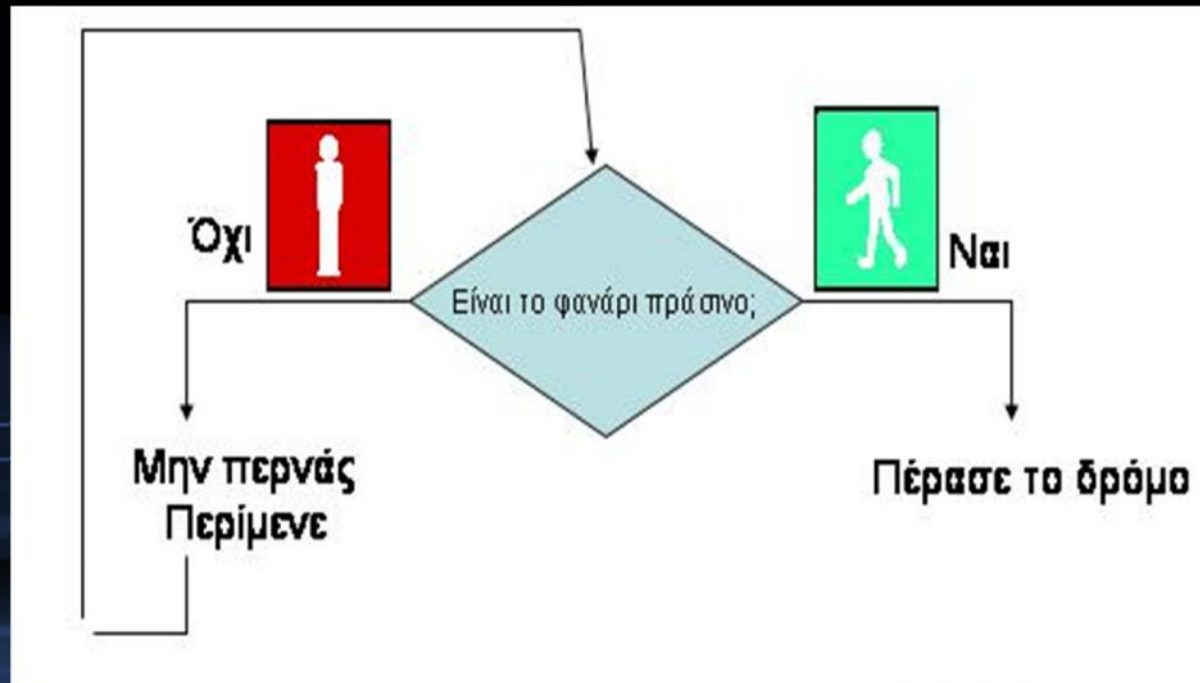 Όχι
Ναι
Είναι το φανάρι πράσινο;
Μην περνάς
Περίμενε
Πέρασε το δρόμο